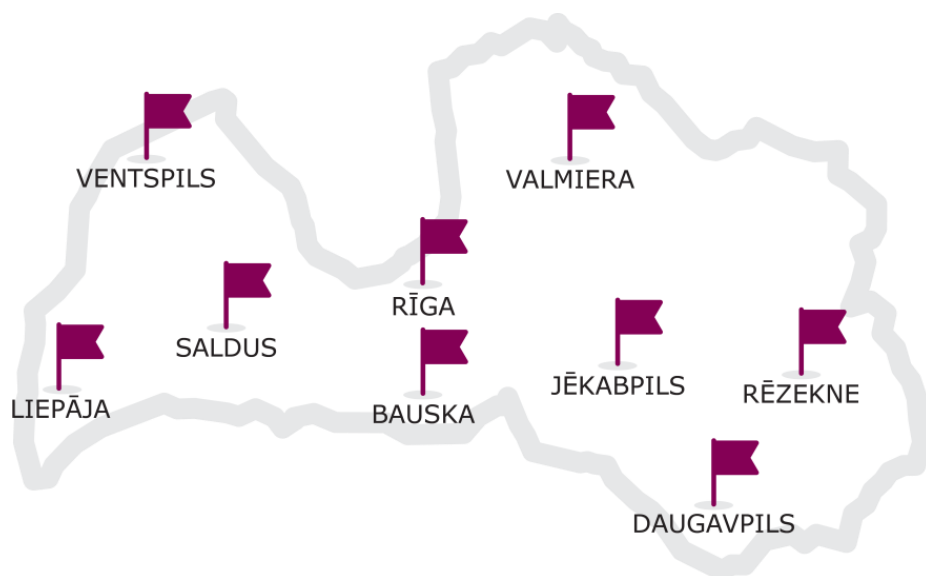 VENTSPILS
VALMIERA
RĪGA
SALDUS
JĒKABPILS
RĒZEKNE
LIEPĀJA
BAUSKA
DAUGAVPILS